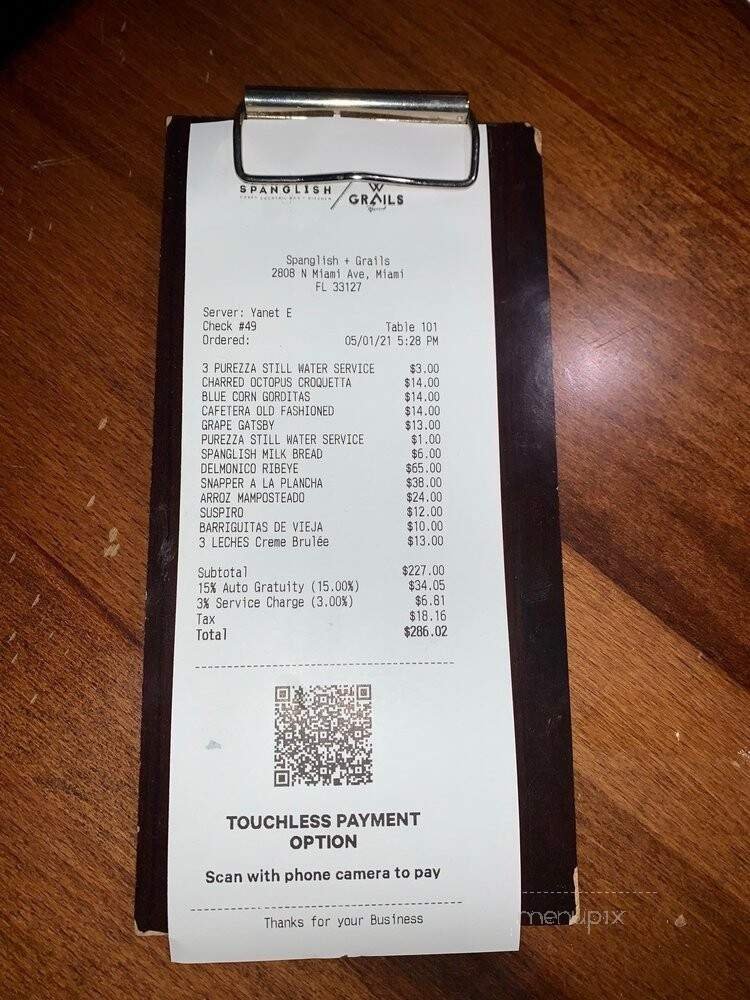 SPANGLISH
GRAILS
Spanglish + Grails
2808 N Miami Ave, Miami
FL 33127
Server: Yanet E
Check #49 Table 101
Ordered: 05/01/21 5:28 PM
3 PUREZZA STILL WATER SERVICE $3.00
CHARRED OCTOPUS CROQUETTA $14.00
BLUE CORN GORDITAS $14.00
CAFETERA OLD FASHIONED $14.00
GRAPE GATSBY $13.00
PUREZZA STILL WATER SERVICE $1.00
SPANGLISH MILK BREAD $6.00
DELMONICO RIBEYE $65.00
SNAPPER A LA PLANCHA $38.00
ARROZ MAMPOSTEADO $24.00
SUSPIRO $12.00
BARRIGUITAS DE VIEJA $10.00
3 LECHES Creme Brulée $13.00
Subtotal $227.00
15% Auto Gratuity (15.00%) $34.05
3% Service Charge (3.00%) $6.81
Tax $18.16
Total $286.02
TOUCHLESS PAYMENT
OPTION
Scan with phone camera to pay
Thanks for your Business
menupix